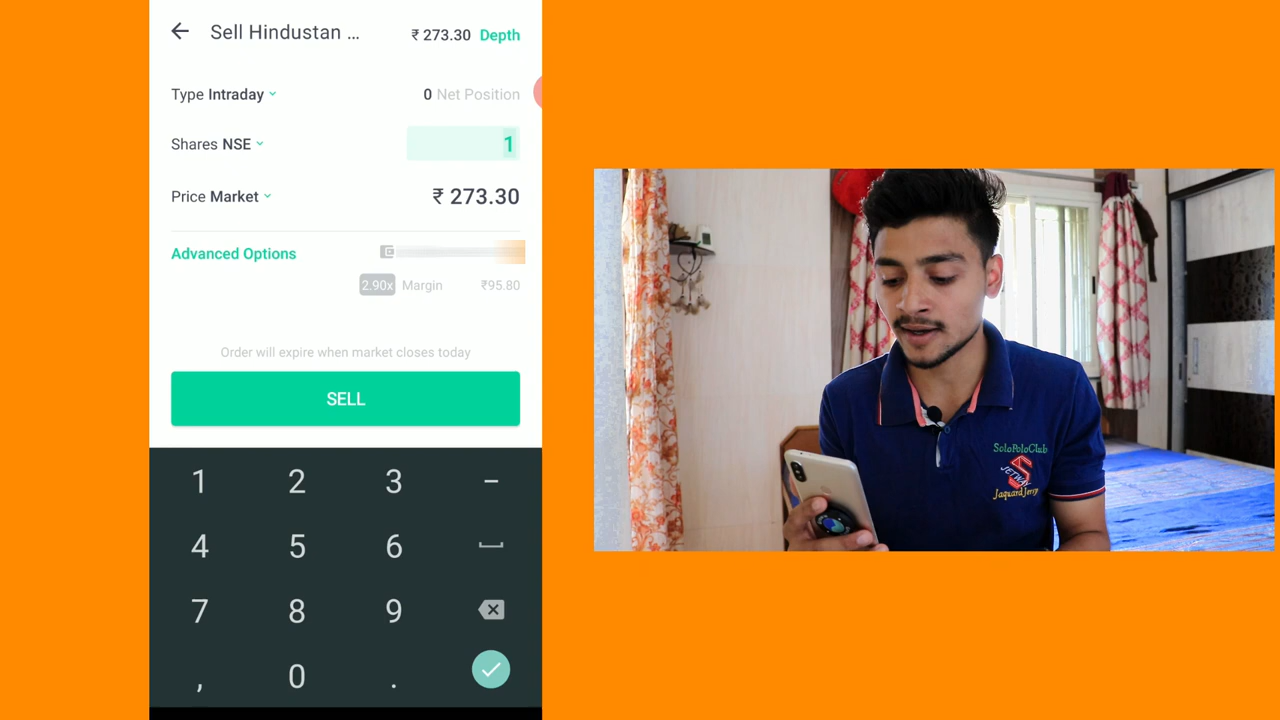 Sell Hindustan ... ₹ 273.30 Depth
Type Intraday 0 Net Position
Shares NSE 1
Price Market ₹ 273.30
Advanced Options
2.90x Margin ₹95.80
Order will expire when market closes today
SELL
1 2 3 -
4 5 6
7 8 9
, 0 .
SoloPoloClub
JETWAY
Jaquard Jerry